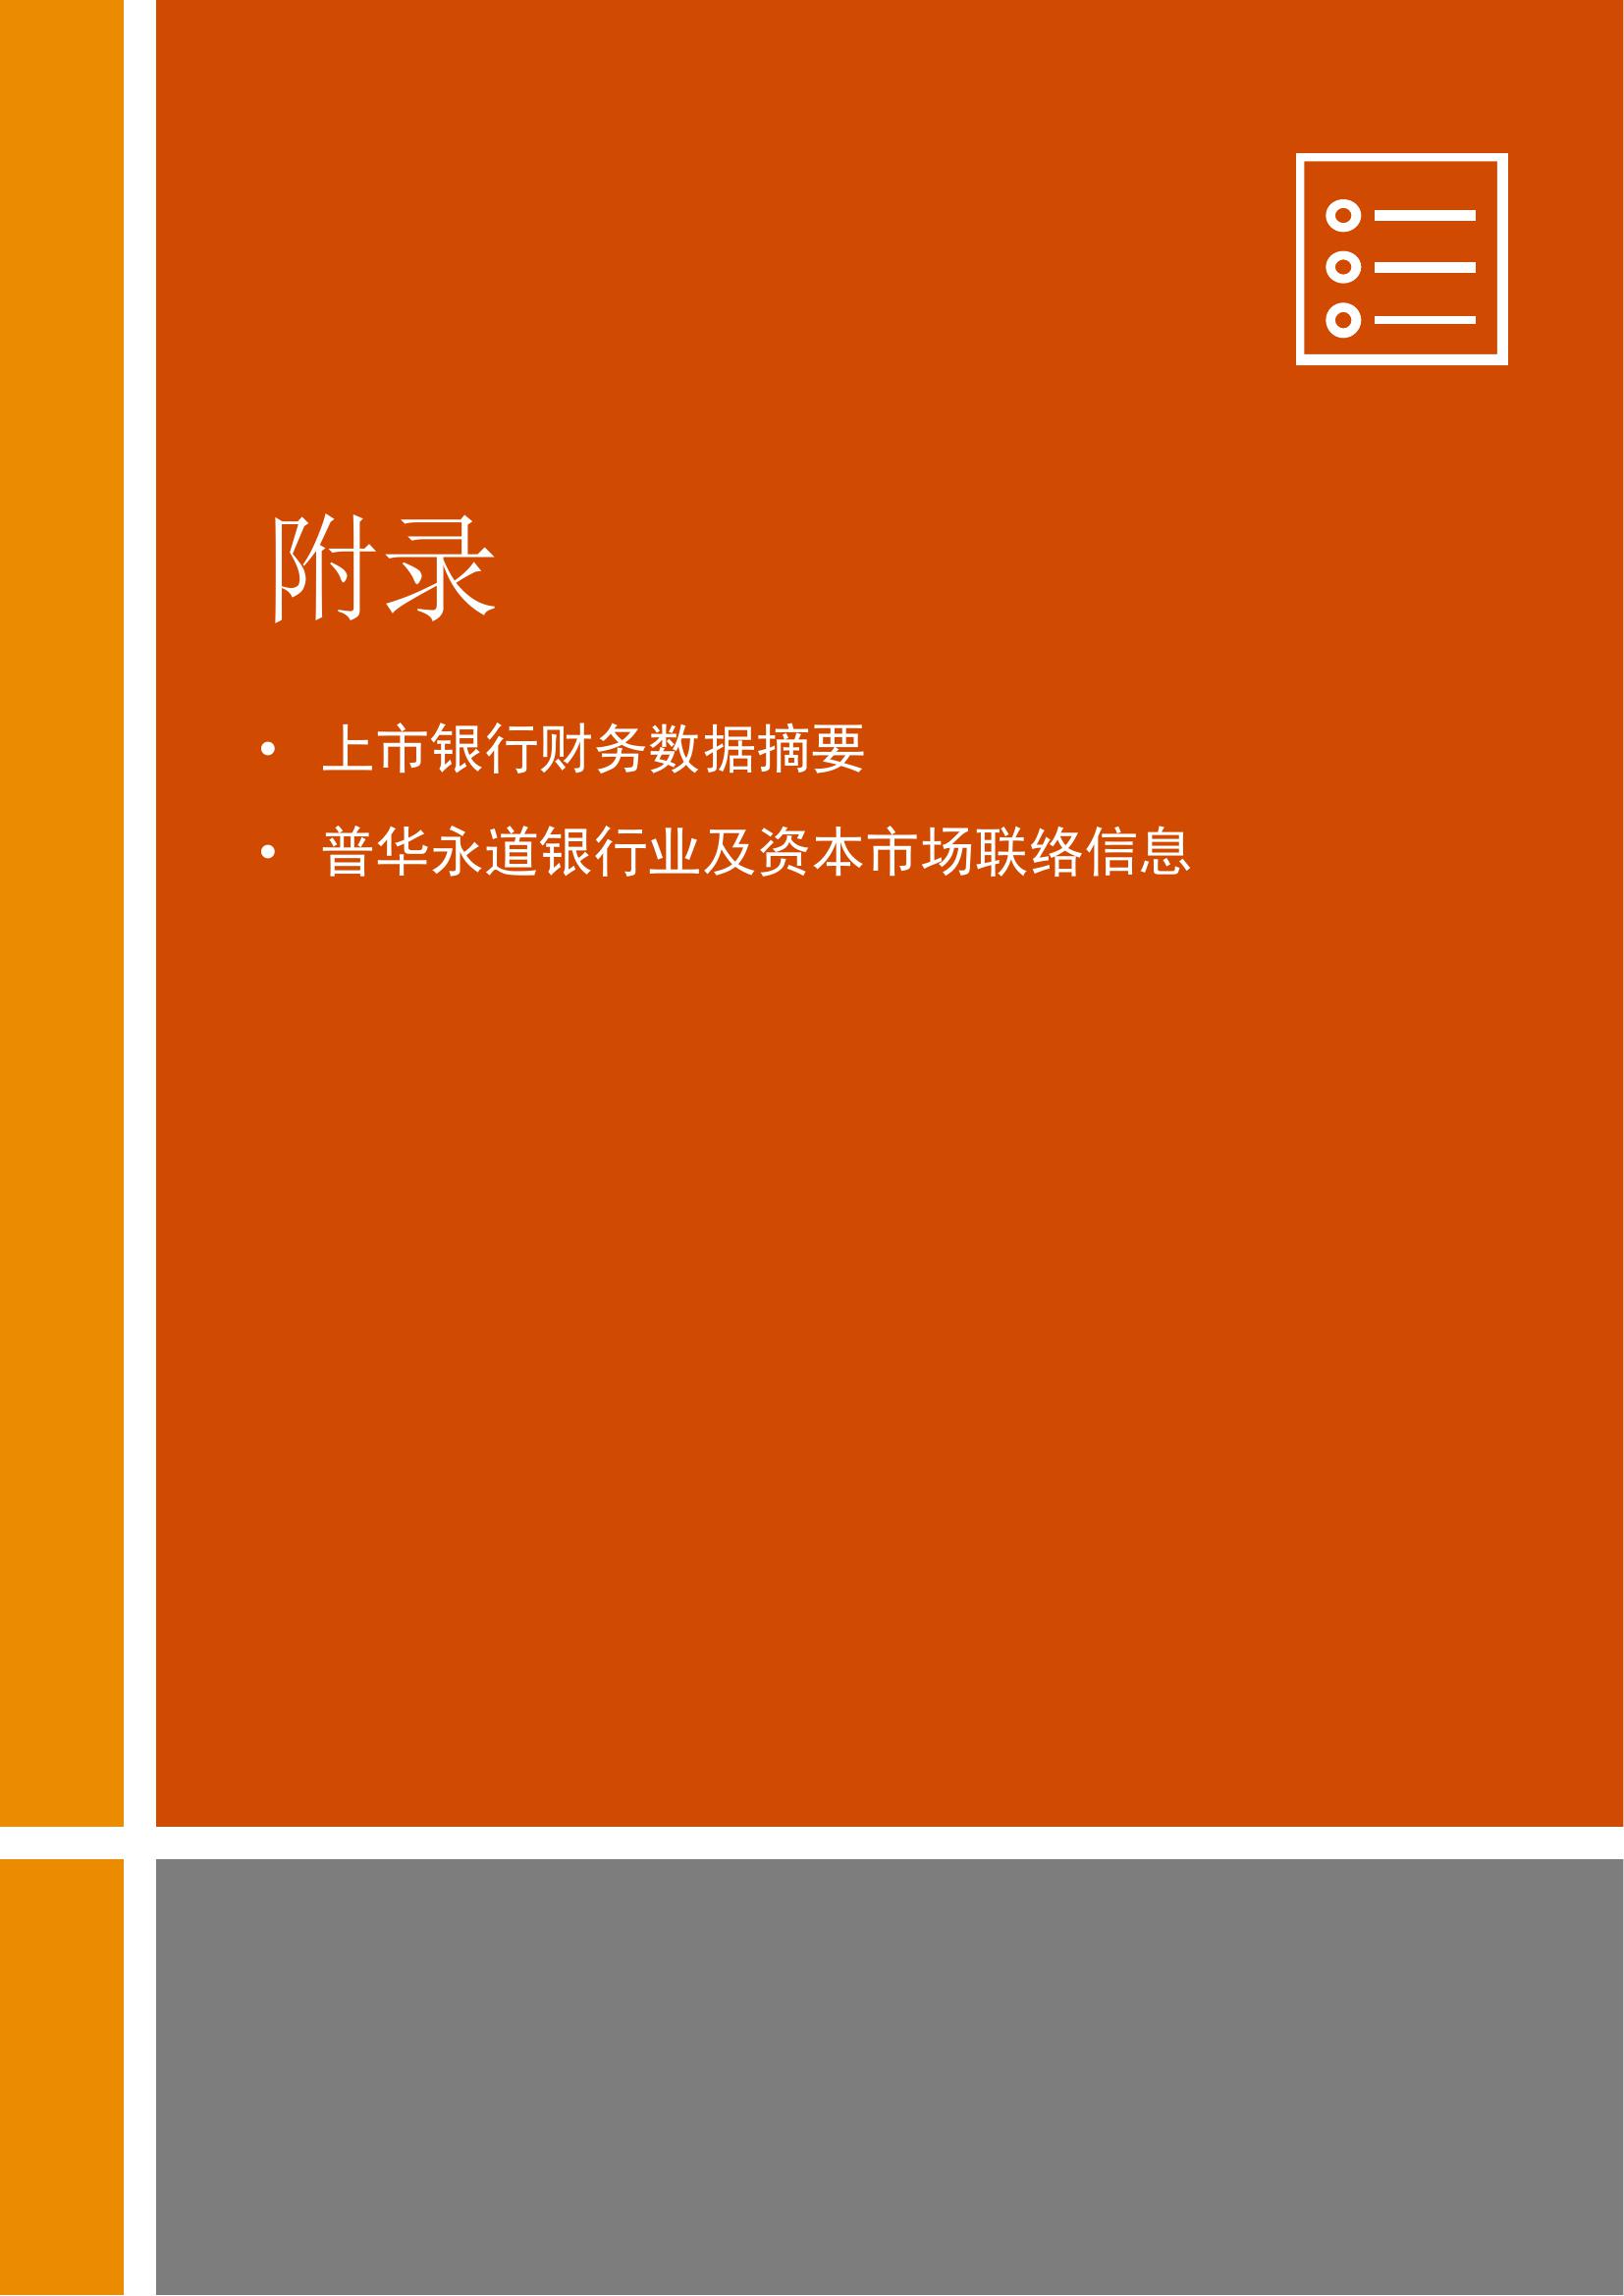 附录
• 上市银行财务数据摘要
• 普华永道银行业及资本市场联络信息